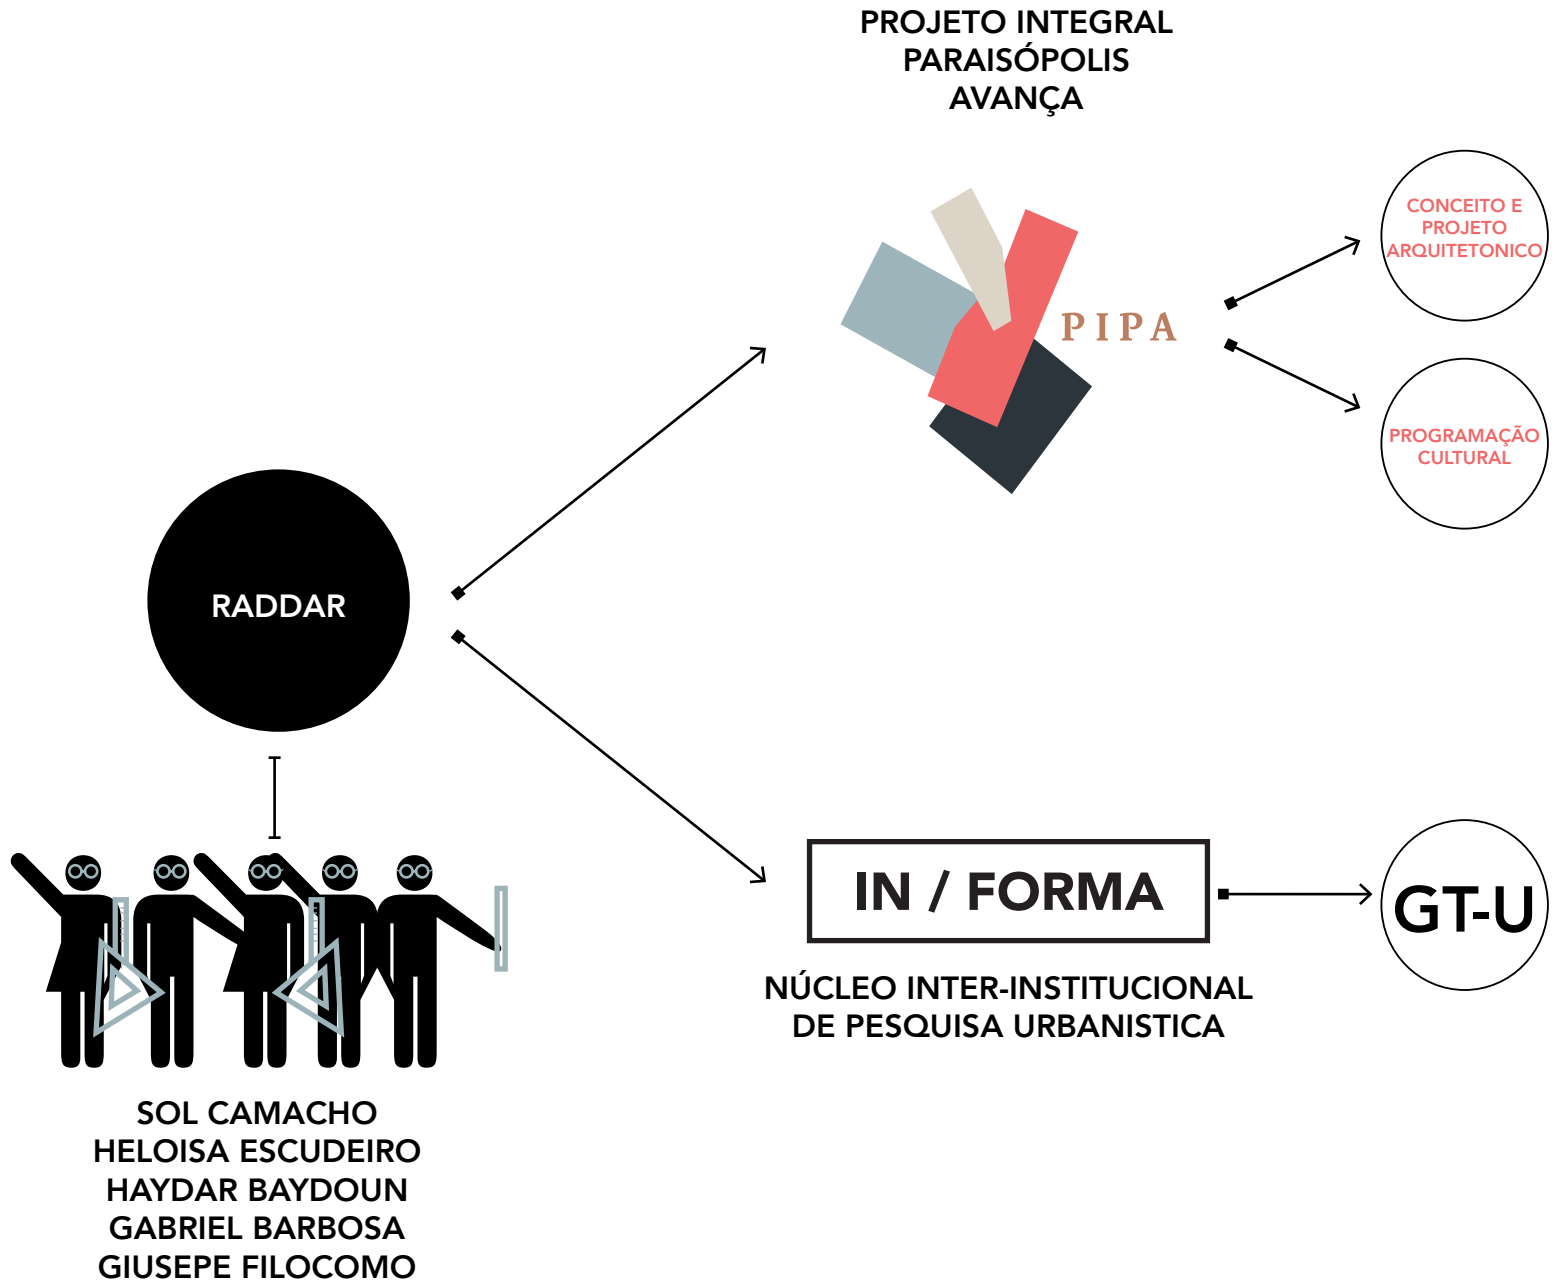 PROJETO INTEGRAL
PARAISÓPOLIS
AVANÇA
PIPA
CONCEITO E
PROJETO
ARQUITETONICO
PROGRAMAÇÃO
CULTURAL
RADDAR
IN / FORMA
NÚCLEO INTER-INSTITUCIONAL
DE PESQUISA URBANISTICA
GT-U
SOL CAMACHO
HELOISA ESCUDEIRO
HAYDAR BAYDOUN
GABRIEL BARBOSA
GIUSEPE FILOCOMO